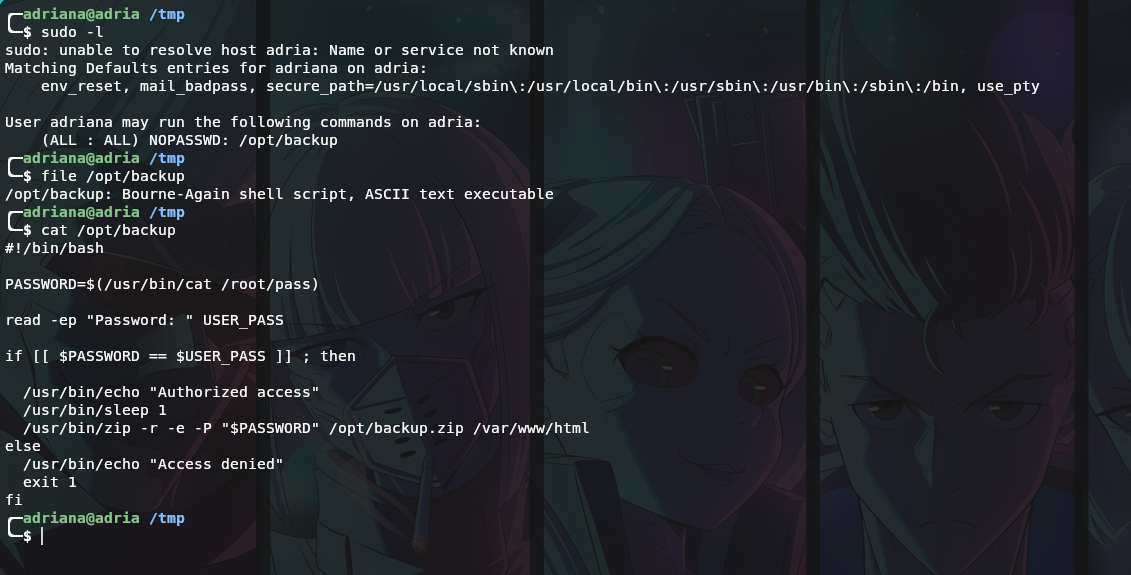 adriana@adria /tmp
$ sudo -l
sudo: unable to resolve host adria: Name or service not known
Matching Defaults entries for adriana on adria:
    env_reset, mail_badpass, secure_path=/usr/local/sbin\:/usr/local/bin\:/usr/sbin\:/usr/bin\:/sbin\:/bin, use_pty

User adriana may run the following commands on adria:
    (ALL : ALL) NOPASSWD: /opt/backup
adriana@adria /tmp
$ file /opt/backup
/opt/backup: Bourne-Again shell script, ASCII text executable
adriana@adria /tmp
$ cat /opt/backup
#!/bin/bash

PASSWORD=$(/usr/bin/cat /root/pass)

read -ep "Password: " USER_PASS

if [[ $PASSWORD == $USER_PASS ]] ; then

  /usr/bin/echo "Authorized access"
  /usr/bin/sleep 1
  /usr/bin/zip -r -e -P "$PASSWORD" /opt/backup.zip /var/www/html
else
  /usr/bin/echo "Access denied"
  exit 1
fi
adriana@adria /tmp
$